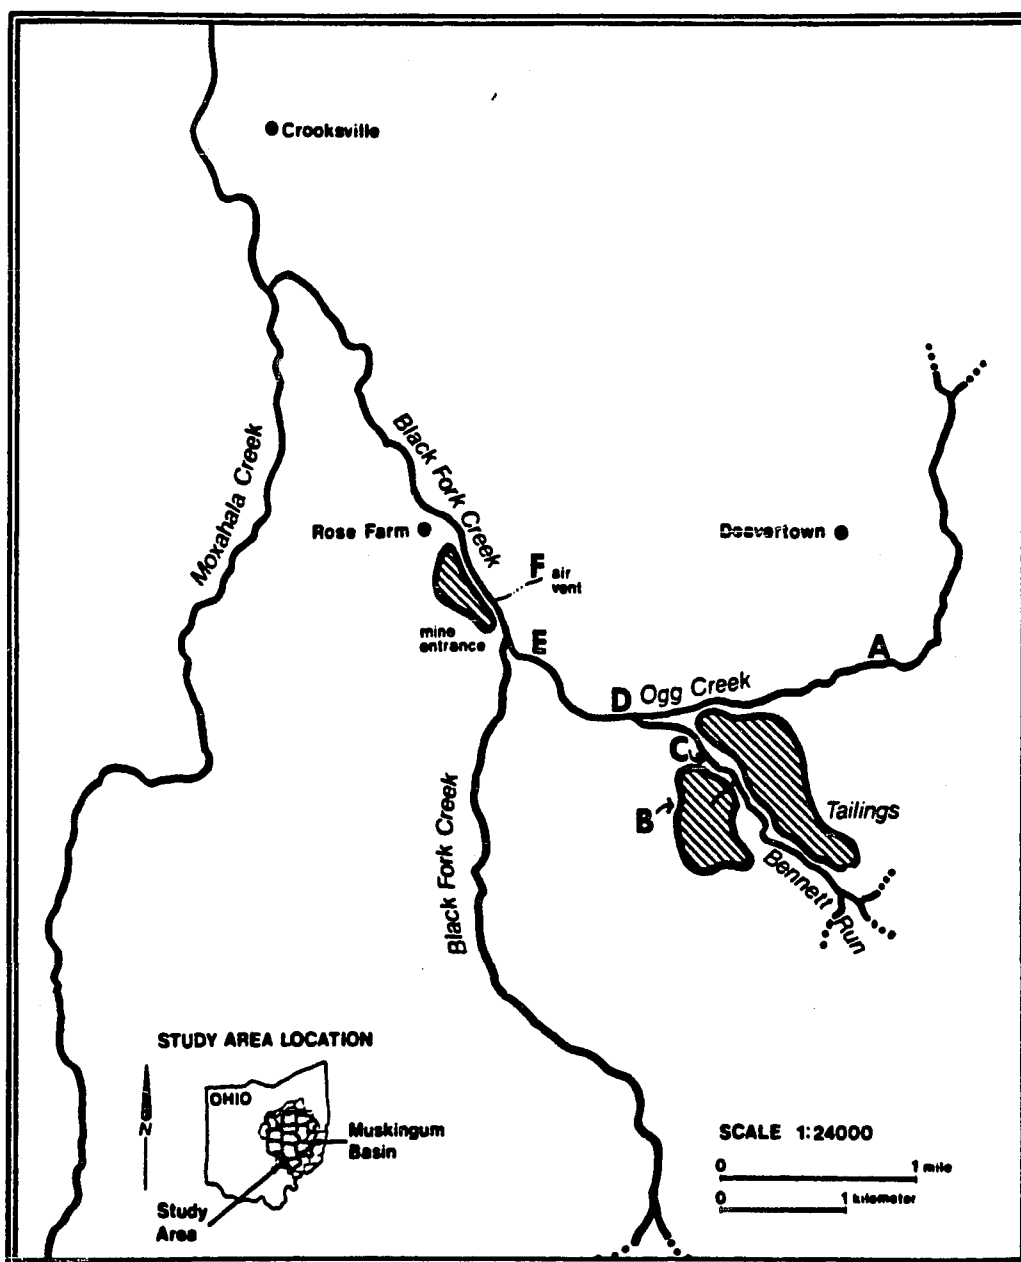 Crooksville
Moxahala Creek
Black Fork Creek
Rose Farm
Deavertown
F
air
vent
mine
entrance
E
A
D
Ogg Creek
C
B
Tailings
Bennett Run
Black Fork Creek
STUDY AREA LOCATION
OHIO
N
Muskingum
Basin
Study
Area
SCALE 1:24000
0
1 mile
0
1 kilometer